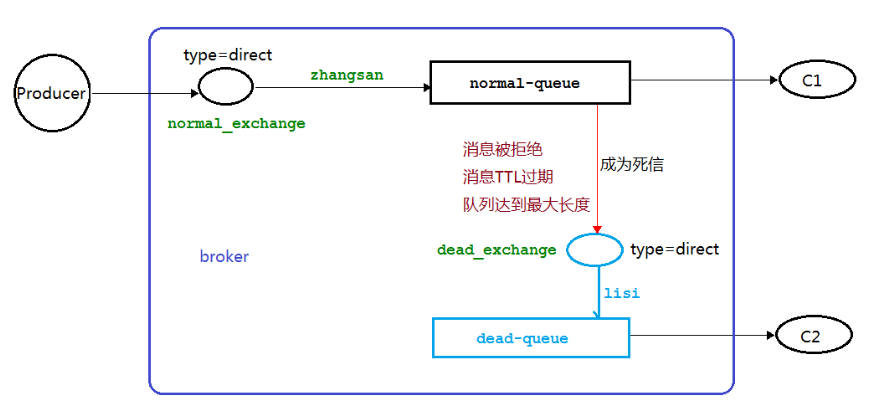 type=direct
zhangsan
Producer
normal-queue
C1
normal_exchange
消息被拒绝
成为死信
消息TTL过期
队列达到最大长度
dead_exchange
type=direct
broker
lisi
dead-queue
C2